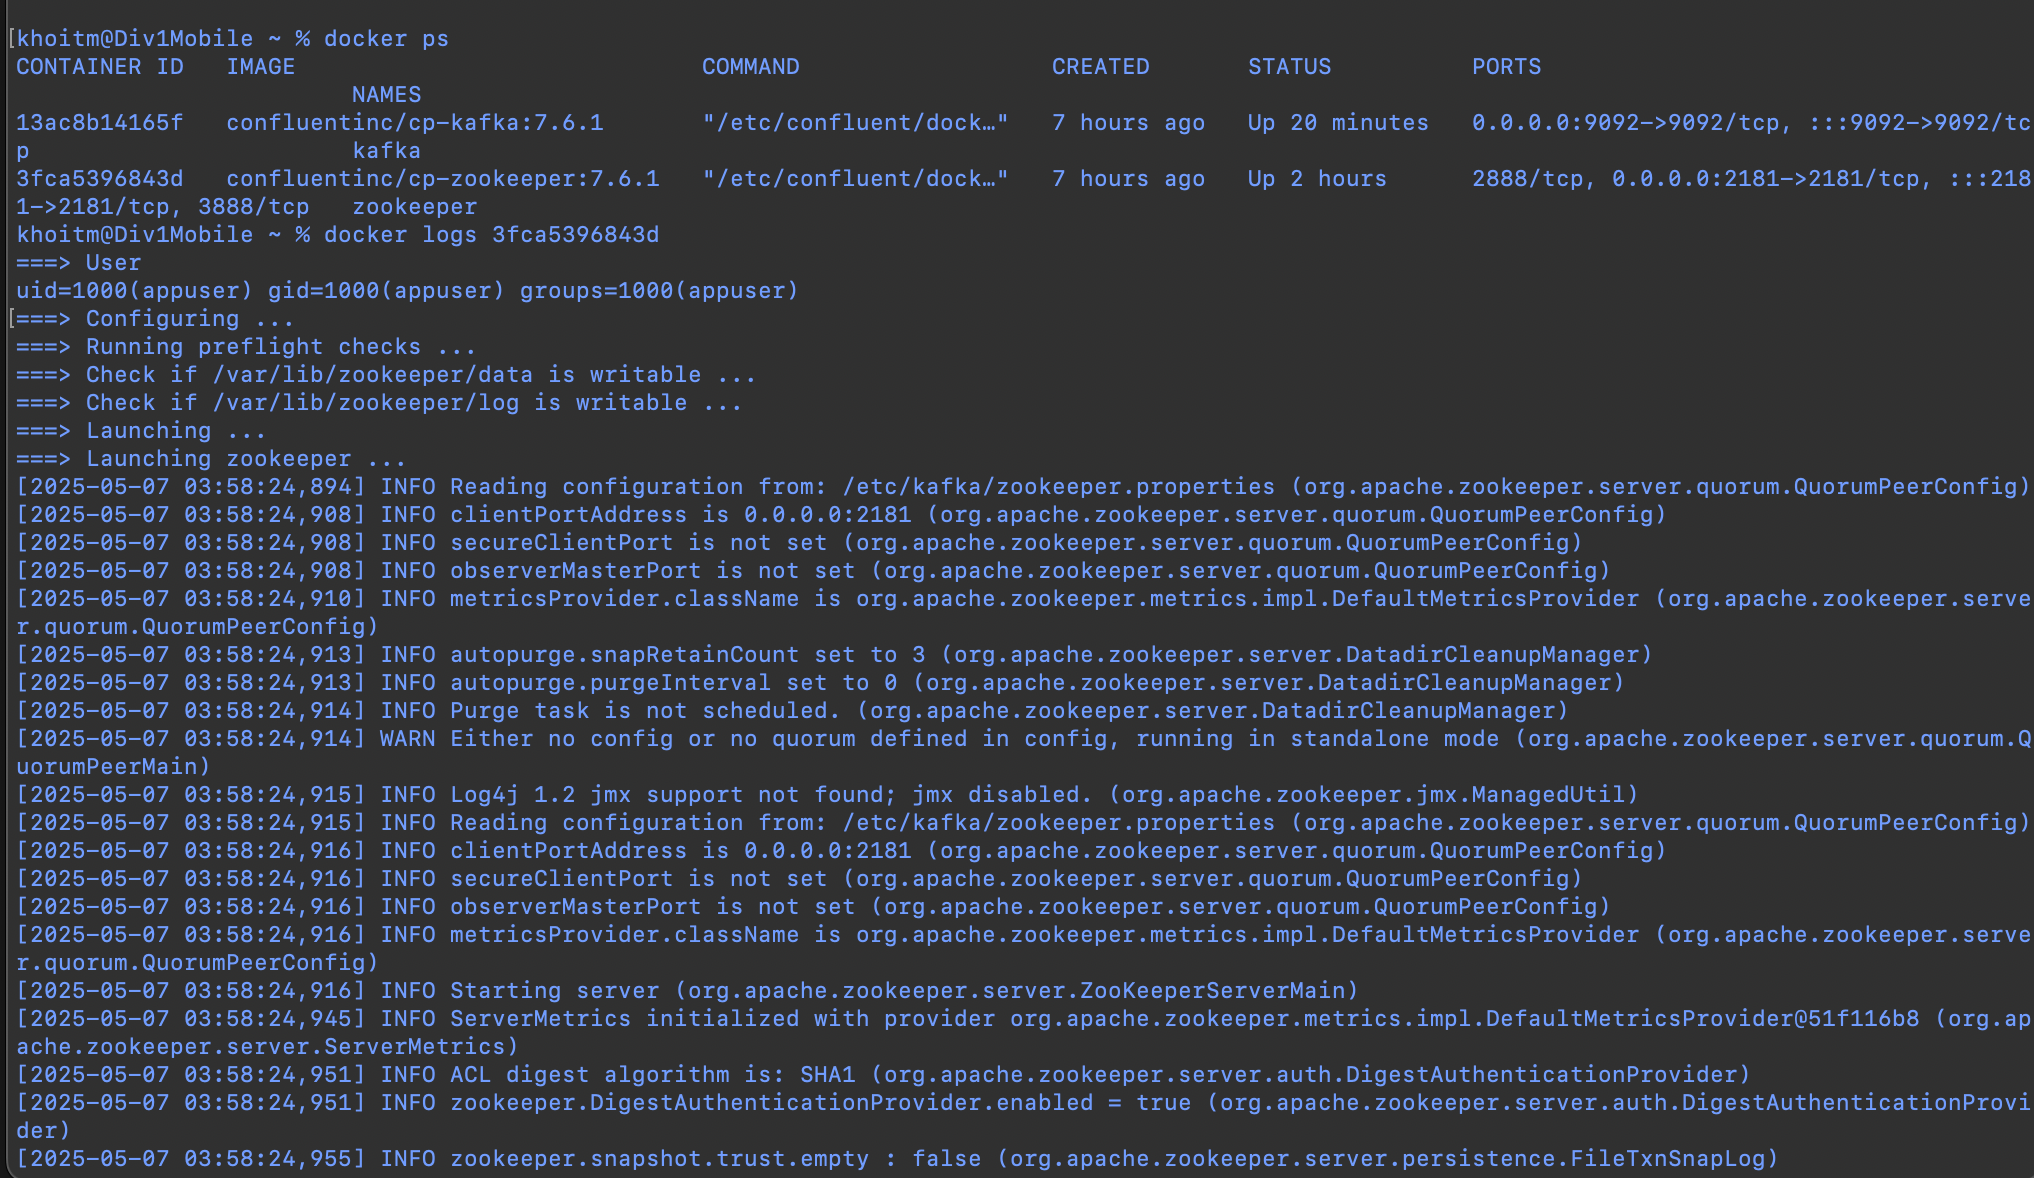 [khoitm@Div1Mobile ~ % docker ps
CONTAINER ID   IMAGE                             COMMAND                  CREATED       STATUS          PORTS
                        NAMES
13ac8b14165f   confluentinc/cp-kafka:7.6.1       "/etc/confluent/dock…"   7 hours ago   Up 20 minutes   0.0.0.0:9092->9092/tcp, :::9092->9092/tc
p                       kafka
3fca5396843d   confluentinc/cp-zookeeper:7.6.1   "/etc/confluent/dock…"   7 hours ago   Up 2 hours      2888/tcp, 0.0.0.0:2181->2181/tcp, :::218
1->2181/tcp, 3888/tcp   zookeeper
khoitm@Div1Mobile ~ % docker logs 3fca5396843d
===> User
uid=1000(appuser) gid=1000(appuser) groups=1000(appuser)
[===> Configuring ...
===> Running preflight checks ...
===> Check if /var/lib/zookeeper/data is writable ...
===> Check if /var/lib/zookeeper/log is writable ...
===> Launching ...
===> Launching zookeeper ...
[2025-05-07 03:58:24,894] INFO Reading configuration from: /etc/kafka/zookeeper.properties (org.apache.zookeeper.server.quorum.QuorumPeerConfig)
[2025-05-07 03:58:24,908] INFO clientPortAddress is 0.0.0.0:2181 (org.apache.zookeeper.server.quorum.QuorumPeerConfig)
[2025-05-07 03:58:24,908] INFO secureClientPort is not set (org.apache.zookeeper.server.quorum.QuorumPeerConfig)
[2025-05-07 03:58:24,908] INFO observerMasterPort is not set (org.apache.zookeeper.server.quorum.QuorumPeerConfig)
[2025-05-07 03:58:24,910] INFO metricsProvider.className is org.apache.zookeeper.metrics.impl.DefaultMetricsProvider (org.apache.zookeeper.serve
r.quorum.QuorumPeerConfig)
[2025-05-07 03:58:24,913] INFO autopurge.snapRetainCount set to 3 (org.apache.zookeeper.server.DatadirCleanupManager)
[2025-05-07 03:58:24,913] INFO autopurge.purgeInterval set to 0 (org.apache.zookeeper.server.DatadirCleanupManager)
[2025-05-07 03:58:24,914] INFO Purge task is not scheduled. (org.apache.zookeeper.server.DatadirCleanupManager)
[2025-05-07 03:58:24,914] WARN Either no config or no quorum defined in config, running in standalone mode (org.apache.zookeeper.server.quorum.Q
uorumPeerMain)
[2025-05-07 03:58:24,915] INFO Log4j 1.2 jmx support not found; jmx disabled. (org.apache.zookeeper.jmx.ManagedUtil)
[2025-05-07 03:58:24,915] INFO Reading configuration from: /etc/kafka/zookeeper.properties (org.apache.zookeeper.server.quorum.QuorumPeerConfig)
[2025-05-07 03:58:24,916] INFO clientPortAddress is 0.0.0.0:2181 (org.apache.zookeeper.server.quorum.QuorumPeerConfig)
[2025-05-07 03:58:24,916] INFO secureClientPort is not set (org.apache.zookeeper.server.quorum.QuorumPeerConfig)
[2025-05-07 03:58:24,916] INFO observerMasterPort is not set (org.apache.zookeeper.server.quorum.QuorumPeerConfig)
[2025-05-07 03:58:24,916] INFO metricsProvider.className is org.apache.zookeeper.metrics.impl.DefaultMetricsProvider (org.apache.zookeeper.serve
r.quorum.QuorumPeerConfig)
[2025-05-07 03:58:24,916] INFO Starting server (org.apache.zookeeper.server.ZooKeeperServerMain)
[2025-05-07 03:58:24,945] INFO ServerMetrics initialized with provider org.apache.zookeeper.metrics.impl.DefaultMetricsProvider@51f116b8 (org.ap
ache.zookeeper.server.ServerMetrics)
[2025-05-07 03:58:24,951] INFO ACL digest algorithm is: SHA1 (org.apache.zookeeper.server.auth.DigestAuthenticationProvider)
[2025-05-07 03:58:24,951] INFO zookeeper.DigestAuthenticationProvider.enabled = true (org.apache.zookeeper.server.auth.DigestAuthenticationProvi
der)
[2025-05-07 03:58:24,955] INFO zookeeper.snapshot.trust.empty : false (org.apache.zookeeper.server.persistence.FileTxnSnapLog)